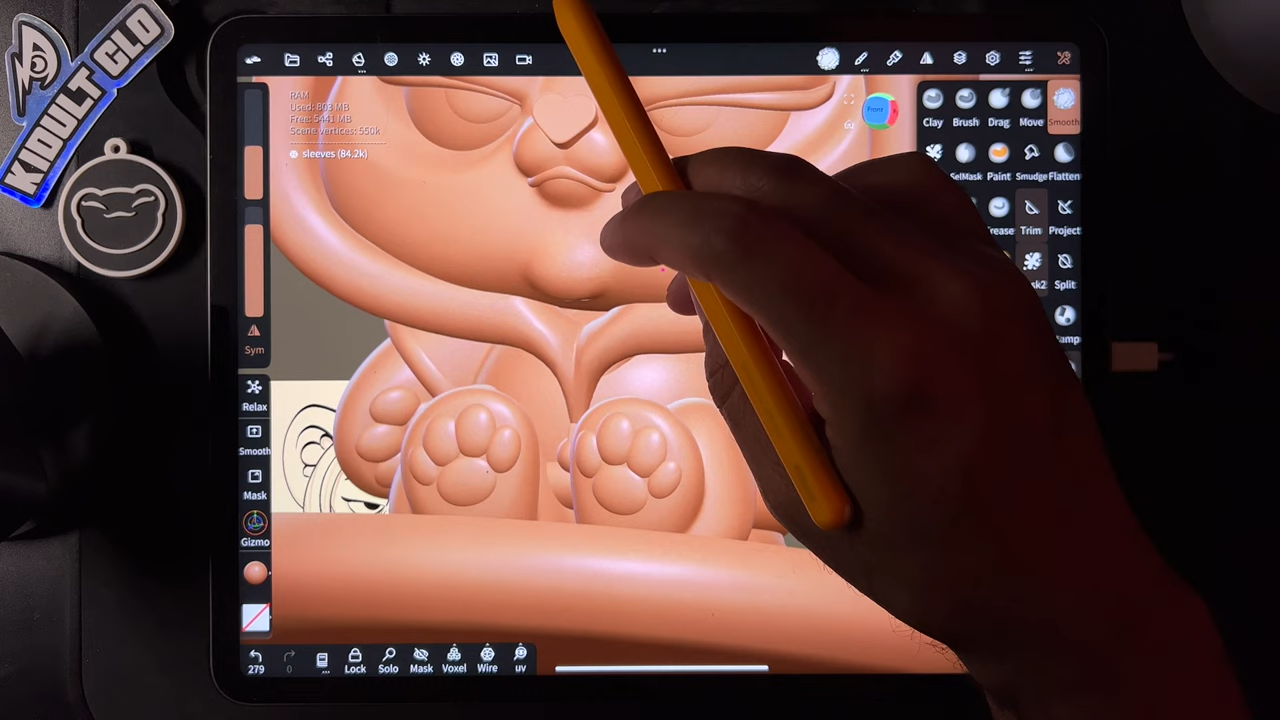 KIDULT CLO
RAM
Used: 803 MB
Free: 5441 MB
Scene vertices: 550k
sleeves (84.2k)
Front
Clay
Brush
Drag
Move
Smooth
SelMask
Paint
Smudge
Flatten
Crease
Trim
Project
sk2
Split
amp
Sym
Relax
Smooth
Mask
Gizmo
279
0
...
Lock
Solo
Mask
Voxel
Wire
uv